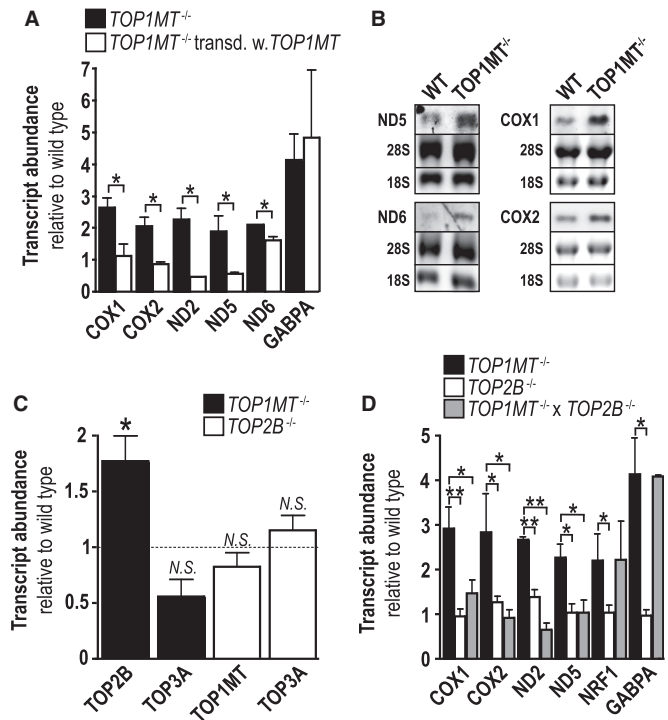 A
TOP1MT-/-
TOP1MT-/- transd. w. TOP1MT
Transcript abundance
relative to wild type
7
6
5
4
3
2
1
0
* * * * *
COX1 COX2 ND2 ND5 ND6 GABPA
B
WT TOP1MT-/- WT TOP1MT-/-
ND5 COX1
28S 28S
18S 18S
ND6 COX2
28S 28S
18S 18S
C
TOP1MT-/-
TOP2B-/-
Transcript abundance
relative to wild type
2
1.5
1
0.5
0
* N.S. N.S. N.S.
TOP2B TOP3A TOP1MT TOP3A
D
TOP1MT-/-
TOP2B-/-
TOP1MT-/- x TOP2B-/-
Transcript abundance
relative to wild type
5
4
3
2
1
0
* * ** * *
** * ** * *
COX1 COX2 ND2 ND5 NRF1 GABPA